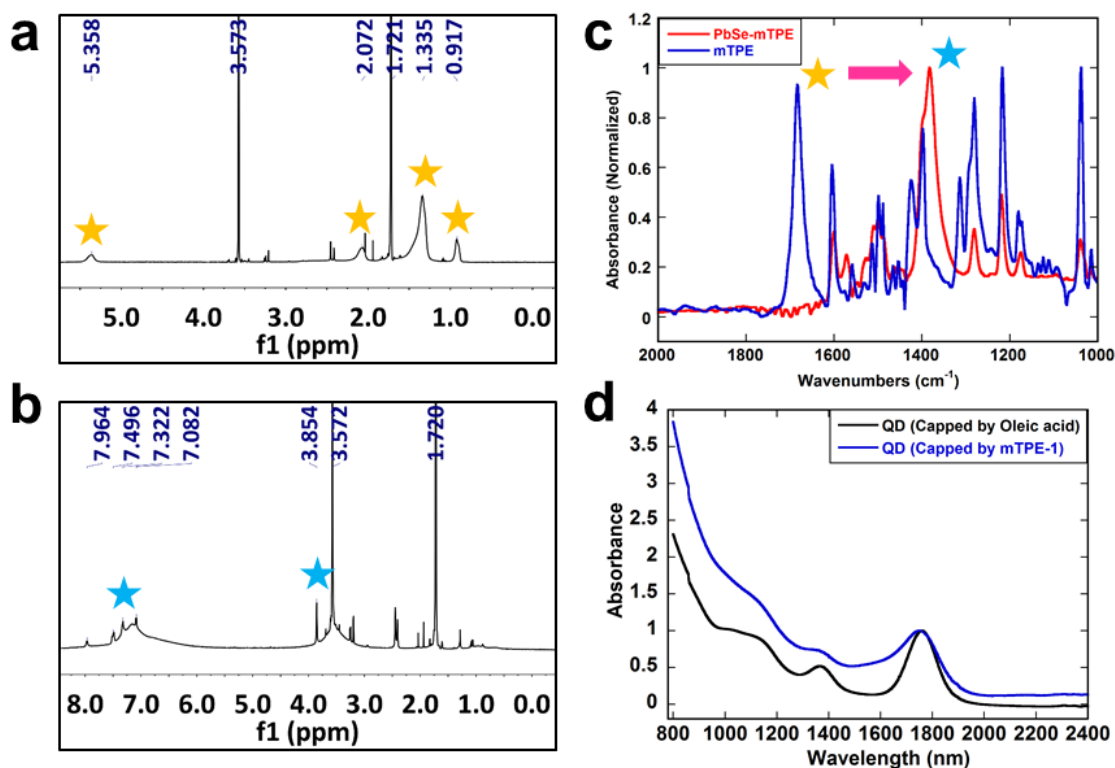 a
5.358
3.573
2.072
1.721
1.335
0.917
5.0 4.0 3.0 2.0 1.0 0.0
f1 (ppm)
b
7.964
7.496
7.322
7.082
3.854
3.572
1.720
8.0 7.0 6.0 5.0 4.0 3.0 2.0 1.0 0.0
f1 (ppm)
c
PbSe-mTPE
mTPE
Absorbance (Normalized)
1.2
1
0.8
0.6
0.4
0.2
0
2000 1800 1600 1400 1200 1000
Wavenumbers (cm⁻¹)
d
QD (Capped by Oleic acid)
QD (Capped by mTPE-1)
Absorbance
4
3.5
3
2.5
2
1.5
1
0.5
0
800 1000 1200 1400 1600 1800 2000 2200 2400
Wavelength (nm)